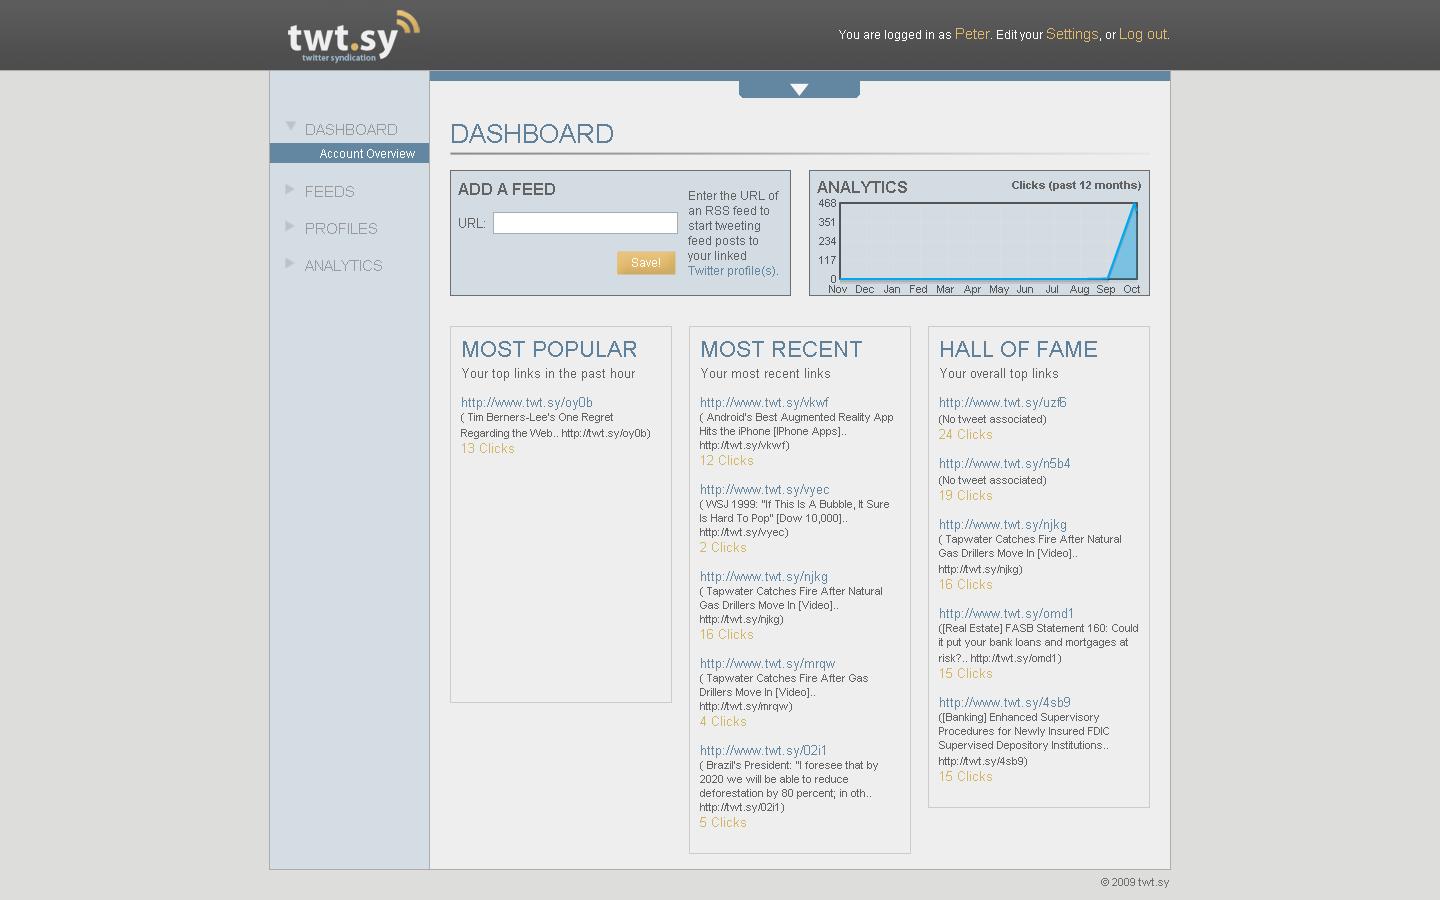 twt.sy
twitter syndication
You are logged in as Peter. Edit your Settings, or Log out.
DASHBOARD
Account Overview
FEEDS
PROFILES
ANALYTICS
DASHBOARD
ADD A FEED
URL:
Save!
Enter the URL of
an RSS feed to
start tweeting
feed posts to
your linked
Twitter profile(s).
ANALYTICS
Clicks (past 12 months)
468
351
234
117
0
Nov Dec Jan Fed Mar Apr May Jun Jul Aug Sep Oct
MOST POPULAR
Your top links in the past hour
http://www.twt.sy/oy0b
( Tim Berners-Lee's One Regret
Regarding the Web.. http://twt.sy/oy0b)
13 Clicks
MOST RECENT
Your most recent links
http://www.twt.sy/vkwf
( Android's Best Augmented Reality App
Hits the iPhone [IPhone Apps]..
http://twt.sy/vkwf)
12 Clicks
http://www.twt.sy/vyec
( WSJ 1999: "If This Is A Bubble, It Sure
Is Hard To Pop" [Dow 10,000]..
http://twt.sy/vyec)
2 Clicks
http://www.twt.sy/njkg
( Tapwater Catches Fire After Natural
Gas Drillers Move In [Video]..
http://twt.sy/njkg)
16 Clicks
http://www.twt.sy/mrqw
( Tapwater Catches Fire After Gas
Drillers Move In [Video]..
http://twt.sy/mrqw)
4 Clicks
http://www.twt.sy/02i1
( Brazil's President: "I foresee that by
2020 we will be able to reduce
deforestation by 80 percent; in oth..
http://twt.sy/02i1)
5 Clicks
HALL OF FAME
Your overall top links
http://www.twt.sy/uzf6
(No tweet associated)
24 Clicks
http://www.twt.sy/n5b4
(No tweet associated)
19 Clicks
http://www.twt.sy/njkg
( Tapwater Catches Fire After Natural
Gas Drillers Move In [Video]..
http://twt.sy/njkg)
16 Clicks
http://www.twt.sy/omd1
([Real Estate] FASB Statement 160: Could
it put your bank loans and mortgages at
risk?.. http://twt.sy/omd1)
15 Clicks
http://www.twt.sy/4sb9
([Banking] Enhanced Supervisory
Procedures for Newly Insured FDIC
Supervised Depository Institutions..
http://twt.sy/4sb9)
15 Clicks
© 2009 twt.sy